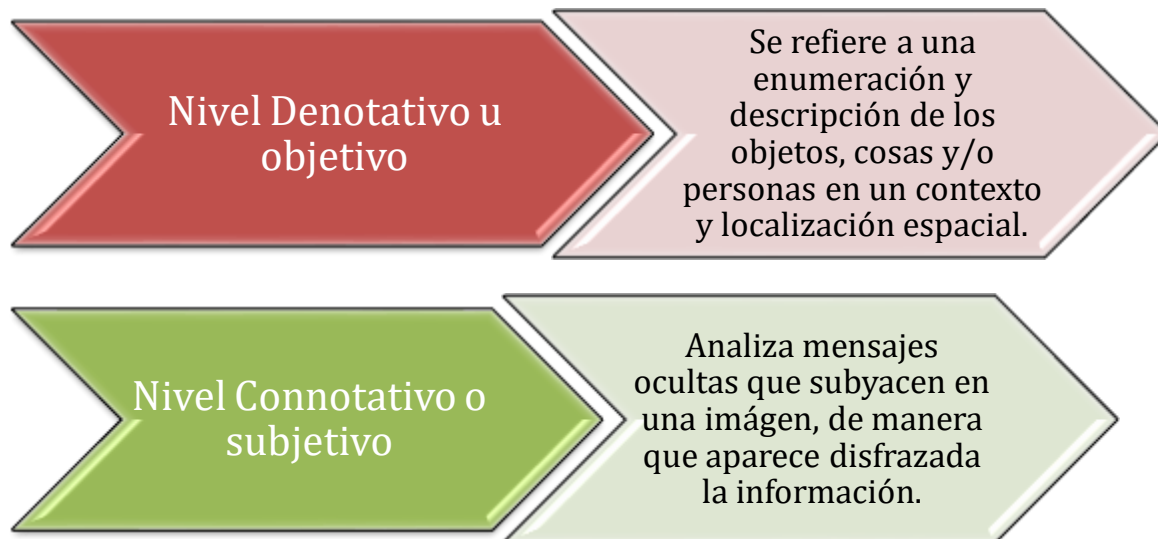 Nivel Denotativo u
objetivo
Se refiere a una
enumeración y
descripción de los
objetos, cosas y/o
personas en un contexto
y localización espacial.
Nivel Connotativo o
subjetivo
Analiza mensajes
ocultas que subyacen en
una imágen, de manera
que aparece disfrazada
la información.